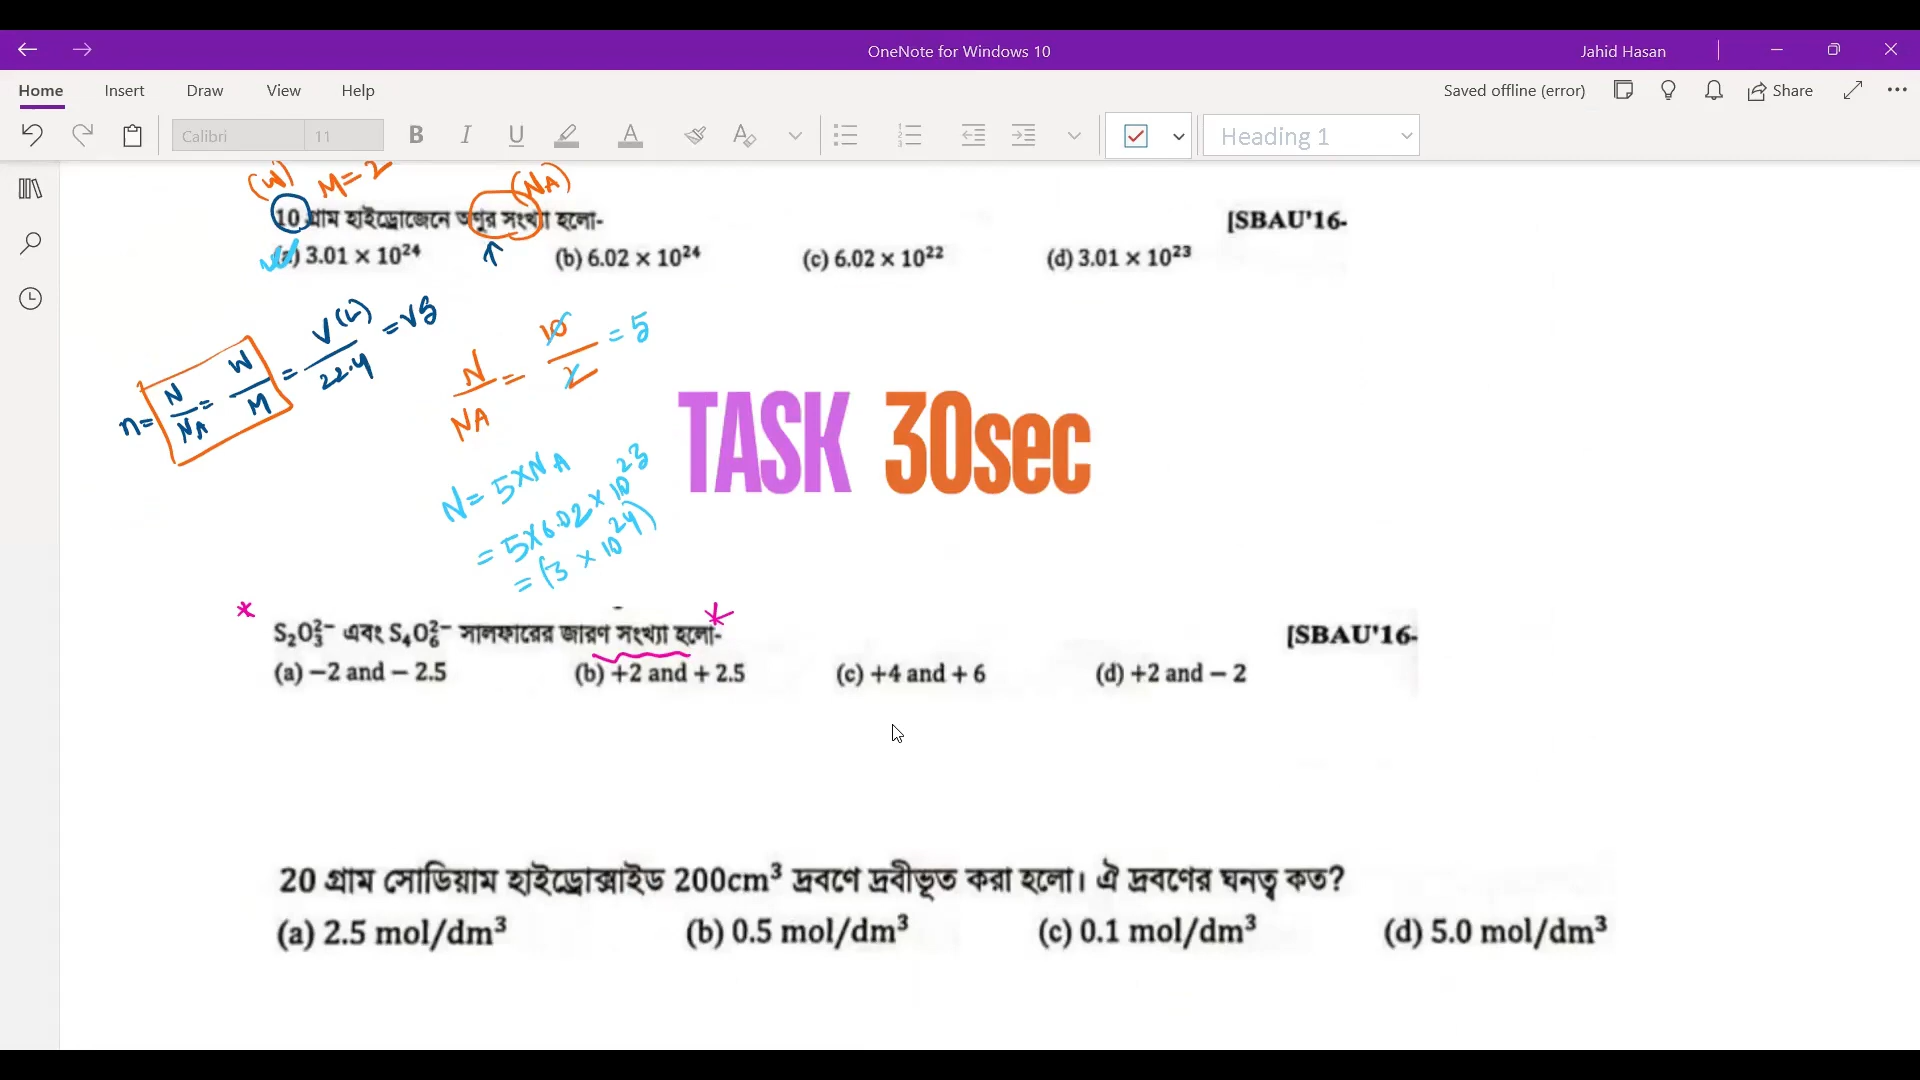 OneNote for Windows 10
Jahid Hasan
Home Insert Draw View Help
Saved offline (error)
Share
Calibri 11
B I U
Heading 1
(W) M=2 (NA)
10 গ্রাম হাইড্রোজেনে অণুর সংখ্যা হলো- [SBAU'16-
(a) 3.01 × 10²⁴ (b) 6.02 × 10²⁴ (c) 6.02 × 10²² (d) 3.01 × 10²³
n = N/NA = W/M = V(L)/22.4 = VS
N/NA = 10/2 = 5
TASK 30sec
N = 5×NA
= 5×6.02×10²³
= (3 × 10²⁴)
S₂O₃²⁻ এবং S₄O₆²⁻ সালফারের জারণ সংখ্যা হলো- [SBAU'16-
(a) −2 and − 2.5 (b) +2 and + 2.5 (c) +4 and + 6 (d) +2 and − 2
20 গ্রাম সোডিয়াম হাইড্রোক্সাইড 200cm³ দ্রবণে দ্রবীভূত করা হলো। ঐ দ্রবণের ঘনত্ব কত?
(a) 2.5 mol/dm³ (b) 0.5 mol/dm³ (c) 0.1 mol/dm³ (d) 5.0 mol/dm³